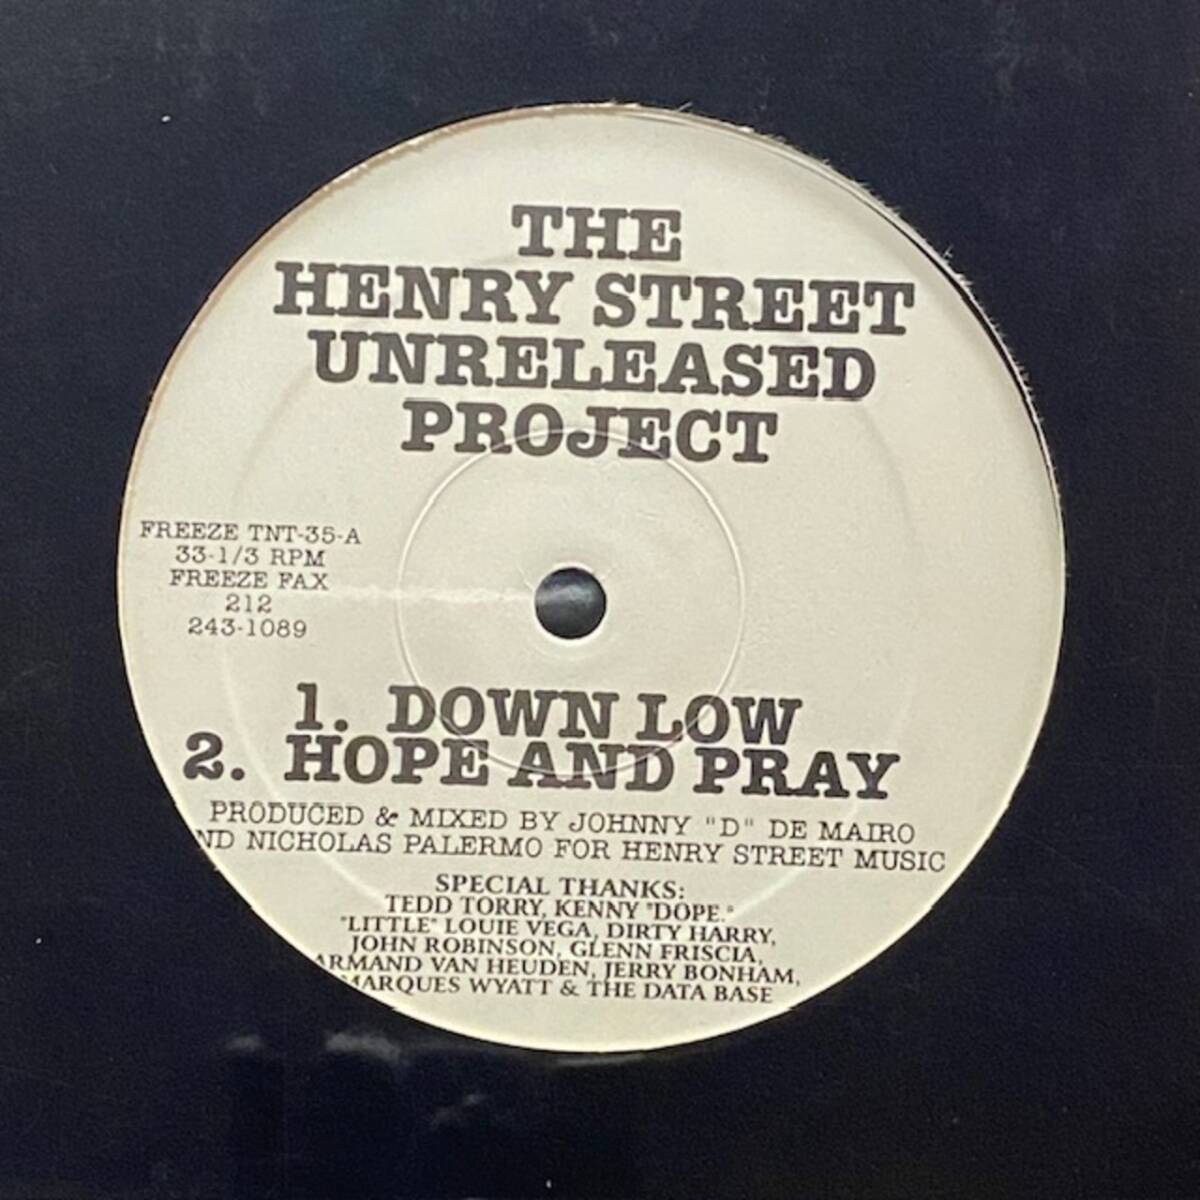 THE
HENRY STREET
UNRELEASED
PROJECT
FREEZE TNT-35-A
33-1/3 RPM
FREEZE FAX
212
243-1089
1. DOWN LOW
2. HOPE AND PRAY
PRODUCED & MIXED BY JOHNNY "D" DE MAIRO
ND NICHOLAS PALERMO FOR HENRY STREET MUSIC
SPECIAL THANKS:
TEDD TORRY, KENNY "DOPE."
"LITTLE" LOUIE VEGA, DIRTY HARRY,
JOHN ROBINSON, GLENN FRISCIA,
ARMAND VAN HEUDEN, JERRY BONHAM,
MARQUES WYATT & THE DATA BASE